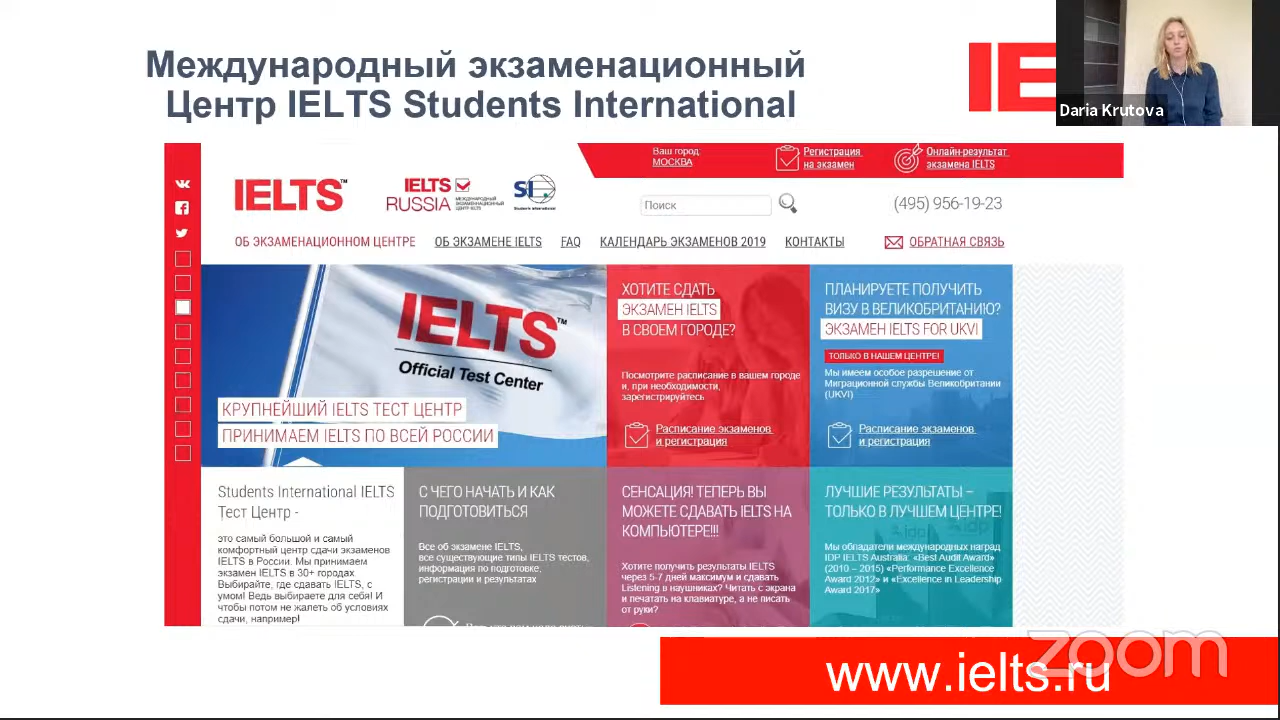 Международный экзаменационный
Центр IELTS Students International
IE
Daria Krutova
Ваш город:
МОСКВА
Регистрация
на экзамен
Онлайн-результат
экзамена IELTS
IELTS™
IELTS
RUSSIA
МЕЖДУНАРОДНЫЙ
ЭКЗАМЕНАЦИОННЫЙ
ЦЕНТР IELTS
SI
Students International
Поиск
(495) 956-19-23
ОБ ЭКЗАМЕНАЦИОННОМ ЦЕНТРЕ
ОБ ЭКЗАМЕНЕ IELTS
FAQ
КАЛЕНДАРЬ ЭКЗАМЕНОВ 2019
КОНТАКТЫ
ОБРАТНАЯ СВЯЗЬ
IELTS™
Official Test Center
КРУПНЕЙШИЙ IELTS ТЕСТ ЦЕНТР
ПРИНИМАЕМ IELTS ПО ВСЕЙ РОССИИ
ХОТИТЕ СДАТЬ
ЭКЗАМЕН IELTS
В СВОЕМ ГОРОДЕ?
Посмотрите расписание в вашем городе
и, при необходимости,
зарегистрируйтесь
Расписание экзаменов
и регистрация
ПЛАНИРУЕТЕ ПОЛУЧИТЬ
ВИЗУ В ВЕЛИКОБРИТАНИЮ?
ЭКЗАМЕН IELTS FOR UKVI
ТОЛЬКО В НАШЕМ ЦЕНТРЕ!
Мы имеем особое разрешение от
Миграционной службы Великобритании
(UKVI)
Расписание экзаменов
и регистрация
Students International IELTS
Тест Центр -
это самый большой и самый
комфортный центр сдачи экзаменов
IELTS в России. Мы принимаем
экзамен IELTS в 30+ городах
Выбирайте, где сдавать IELTS, с
умом! Ведь выбираете для себя! И
чтобы потом не жалеть об условиях
сдачи, например!
С ЧЕГО НАЧАТЬ И КАК
ПОДГОТОВИТЬСЯ
Все об экзамене IELTS,
все существующие типы IELTS тестов,
информация по подготовке,
регистрации и результатах
СЕНСАЦИЯ! ТЕПЕРЬ ВЫ
МОЖЕТЕ СДАВАТЬ IELTS НА
КОМПЬЮТЕРЕ!!!
Хотите получить результаты IELTS
через 5-7 дней максимум и сдавать
Listening в наушниках? Читать с экрана
и печатать на клавиатуре, а не писать
от руки?
ЛУЧШИЕ РЕЗУЛЬТАТЫ –
ТОЛЬКО В ЛУЧШЕМ ЦЕНТРЕ!
idp
Мы обладатели международных наград
IDP IELTS Australia: «Best Audit Award»
(2010 – 2015) «Performance Excellence
Award 2012» и «Excellence in Leadership
Award 2017»
zoom
www.ielts.ru